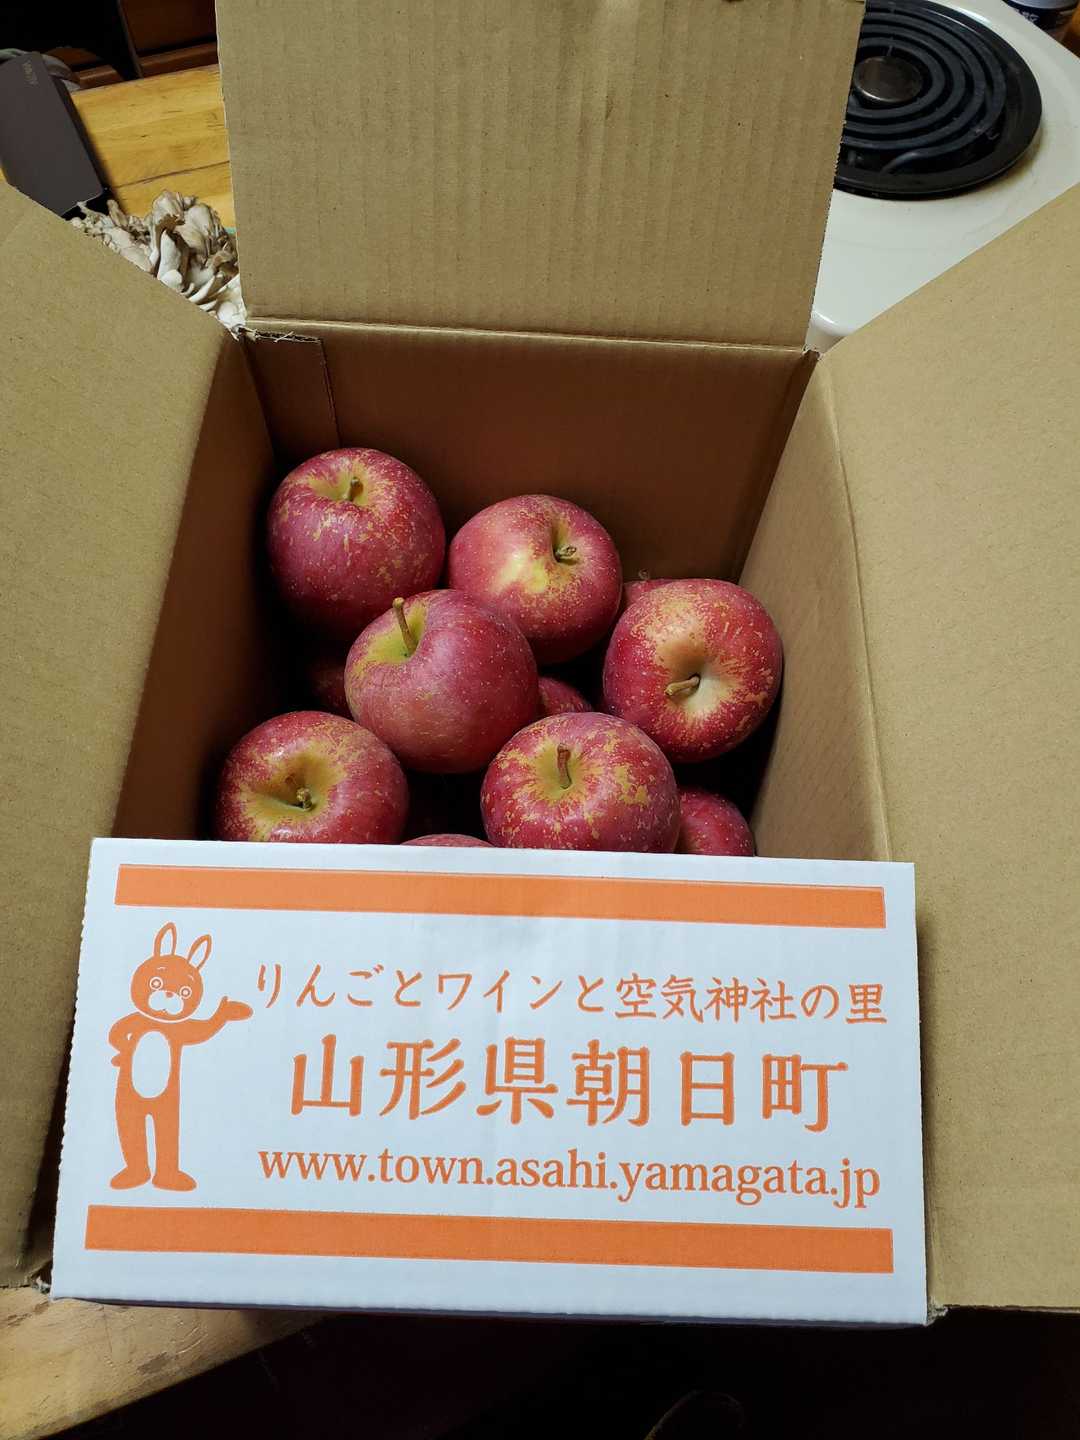 りんごとワインと空気神社の里
山形県朝日町
www.town.asahi.yamagata.jp